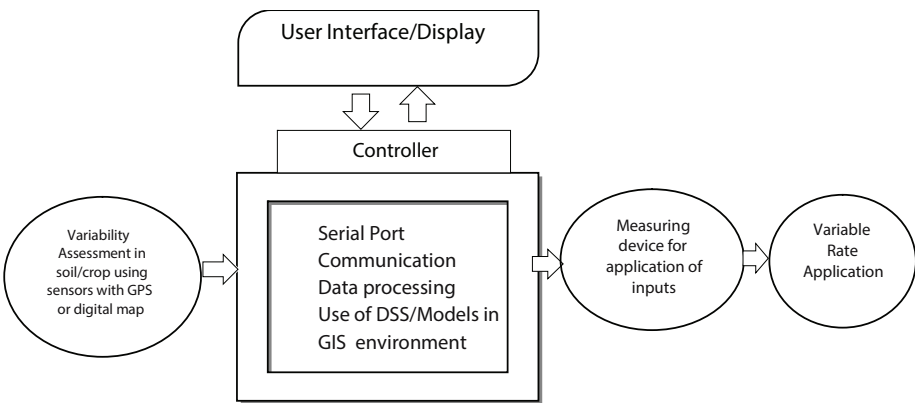 User Interface/Display
Controller
Variability
Assessment in
soil/crop using
sensors with GPS
or digital map
Serial Port
Communication
Data processing
Use of DSS/Models in
GIS environment
Measuring
device for
application of
inputs
Variable
Rate
Application